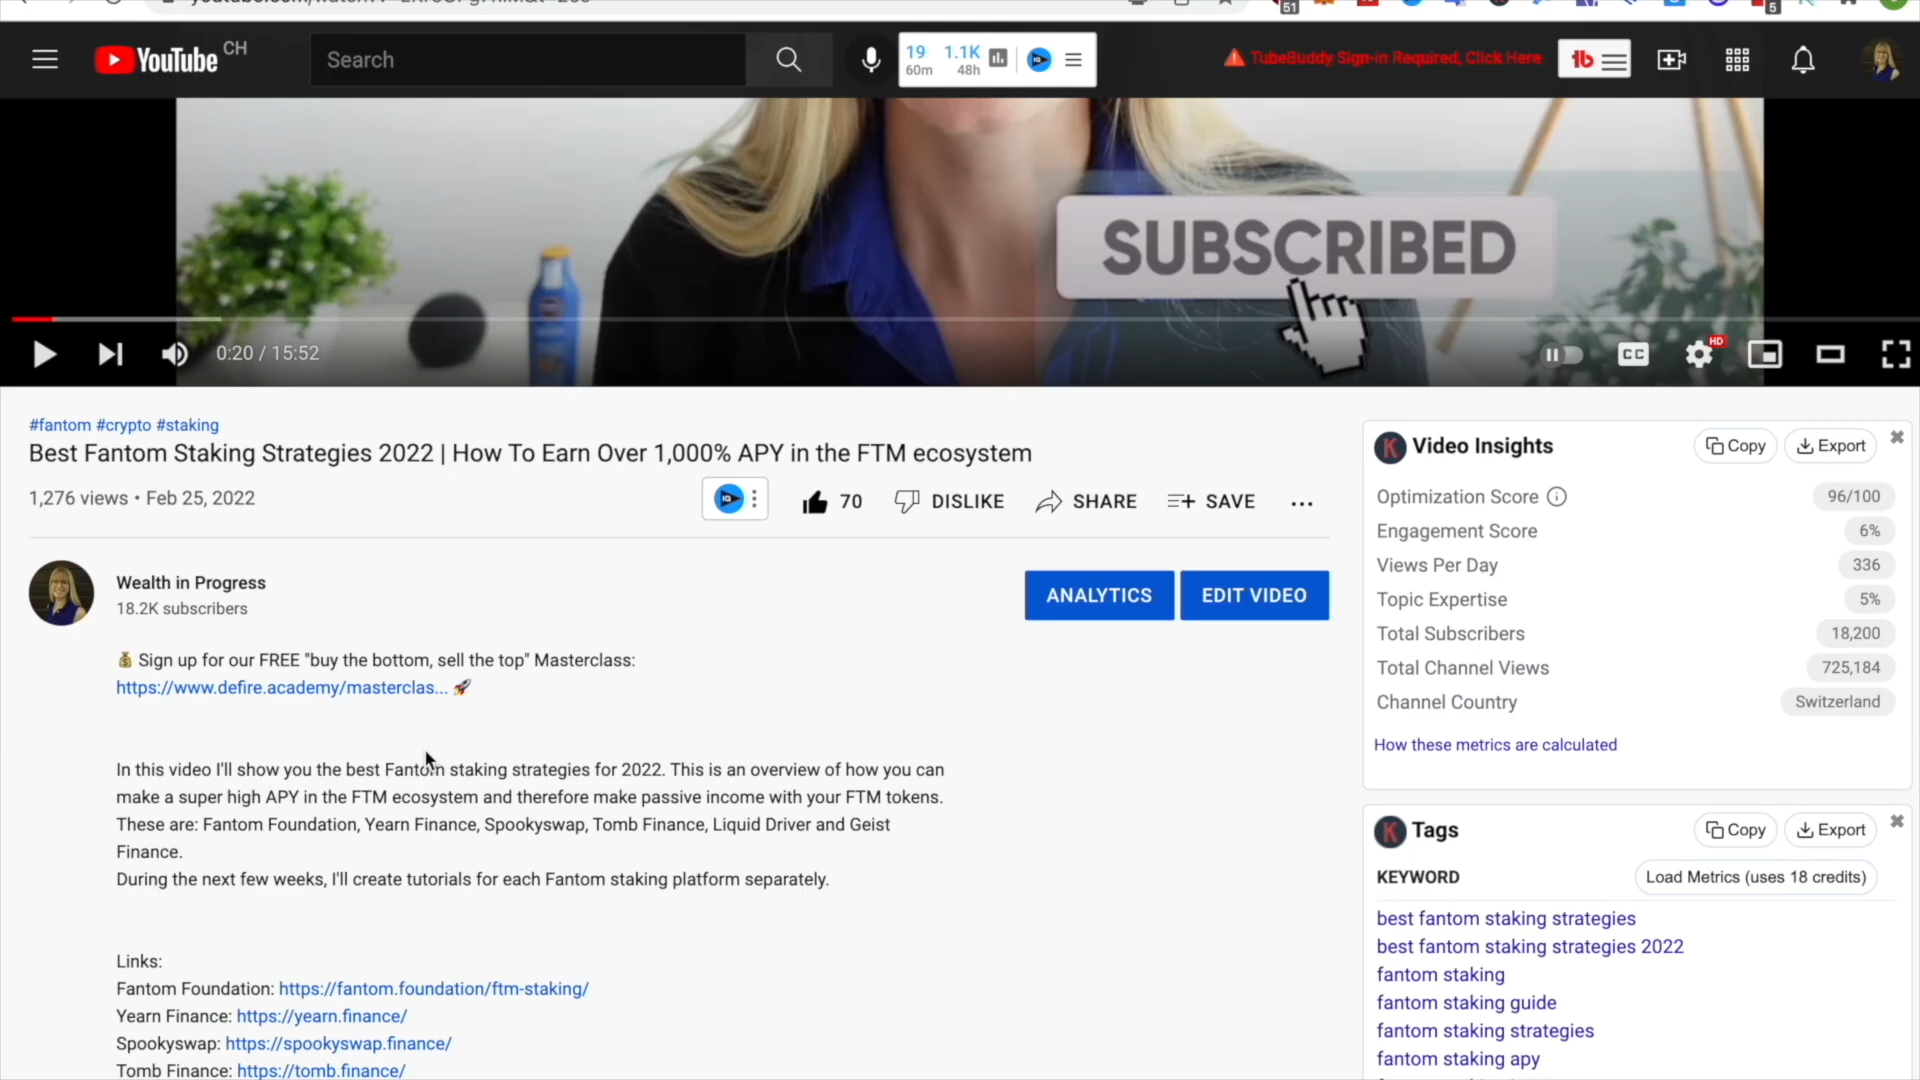 51
5
YouTube CH
Search
19 1.1K
60m 48h
TubeBuddy Sign-in Required, Click Here
SUBSCRIBED
0:20 / 15:52
CC
HD
#fantom #crypto #staking
Best Fantom Staking Strategies 2022 | How To Earn Over 1,000% APY in the FTM ecosystem
1,276 views • Feb 25, 2022
70
DISLIKE
SHARE
SAVE
Wealth in Progress
18.2K subscribers
ANALYTICS
EDIT VIDEO
💰 Sign up for our FREE "buy the bottom, sell the top" Masterclass:
https://www.defire.academy/masterclas... 🚀
In this video I'll show you the best Fantom staking strategies for 2022. This is an overview of how you can
make a super high APY in the FTM ecosystem and therefore make passive income with your FTM tokens.
These are: Fantom Foundation, Yearn Finance, Spookyswap, Tomb Finance, Liquid Driver and Geist
Finance.
During the next few weeks, I'll create tutorials for each Fantom staking platform separately.
Links:
Fantom Foundation: https://fantom.foundation/ftm-staking/
Yearn Finance: https://yearn.finance/
Spookyswap: https://spookyswap.finance/
Tomb Finance: https://tomb.finance/
K Video Insights
Copy
Export
Optimization Score 96/100
Engagement Score 6%
Views Per Day 336
Topic Expertise 5%
Total Subscribers 18,200
Total Channel Views 725,184
Channel Country Switzerland
How these metrics are calculated
K Tags
Copy
Export
KEYWORD
Load Metrics (uses 18 credits)
best fantom staking strategies
best fantom staking strategies 2022
fantom staking
fantom staking guide
fantom staking strategies
fantom staking apy